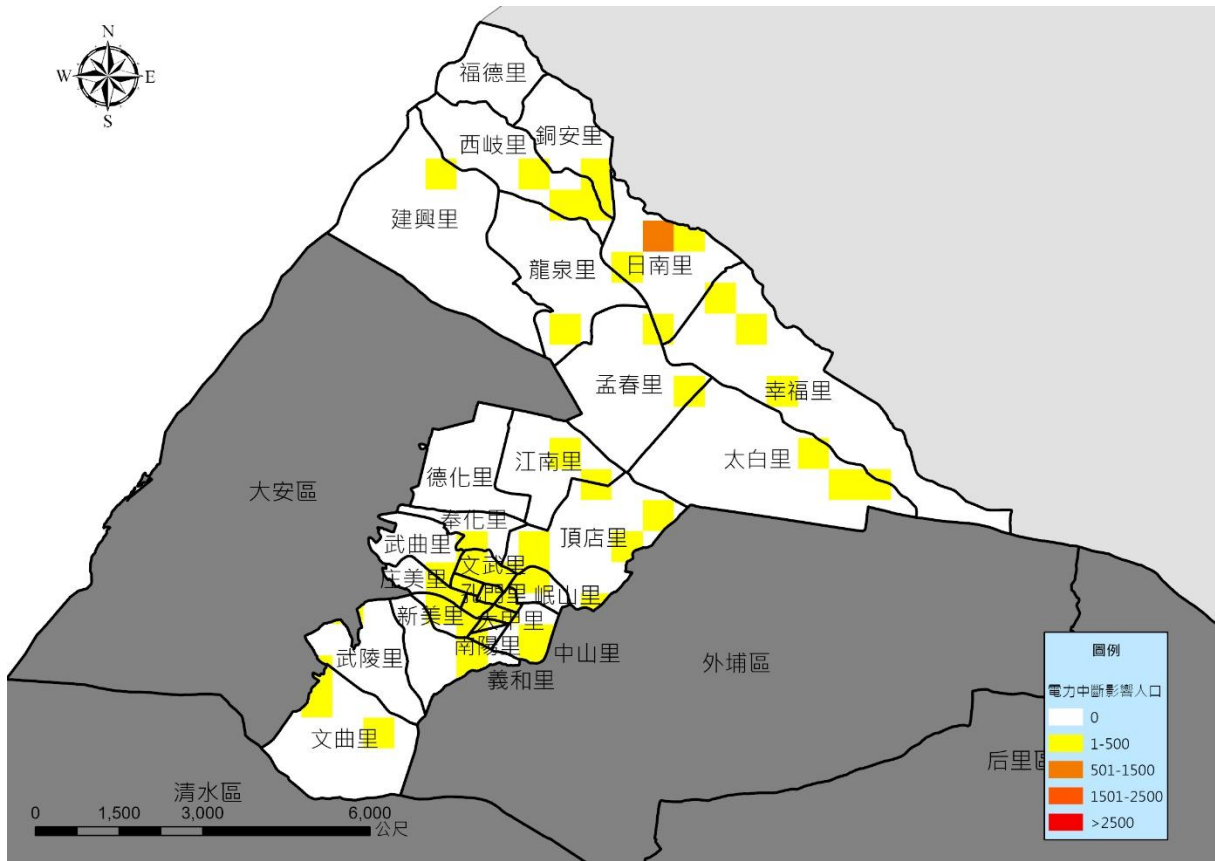 N
W E
S
福德里
銅安里
西岐里
建興里
龍泉里
日南里
孟春里
幸福里
江南里
太白里
德化里
大安區
奉化里
頂店里
武曲里
文武里
庄美里
孔門里
岷山里
新美里
大甲里
南陽里
中山里
武陵里
義和里
外埔區
文曲里
后里區
清水區
0 1,500 3,000 6,000
公尺
圖例
電力中斷影響人口
0
1-500
501-1500
1501-2500
>2500